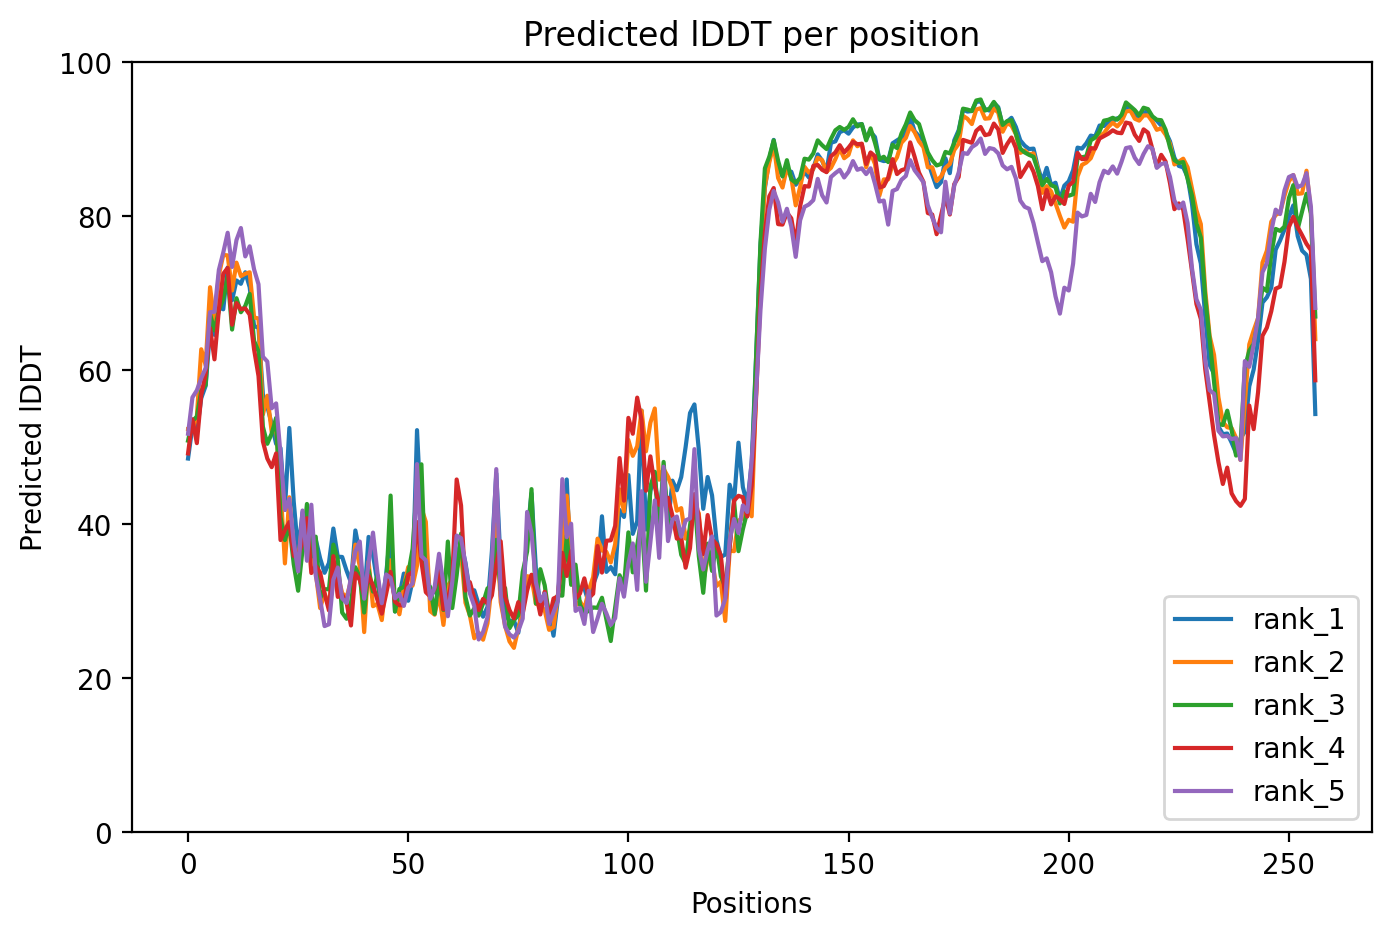 Predicted lDDT per position
100
80
60
40
20
0
Predicted lDDT
0 50 100 150 200 250
Positions
rank_1
rank_2
rank_3
rank_4
rank_5